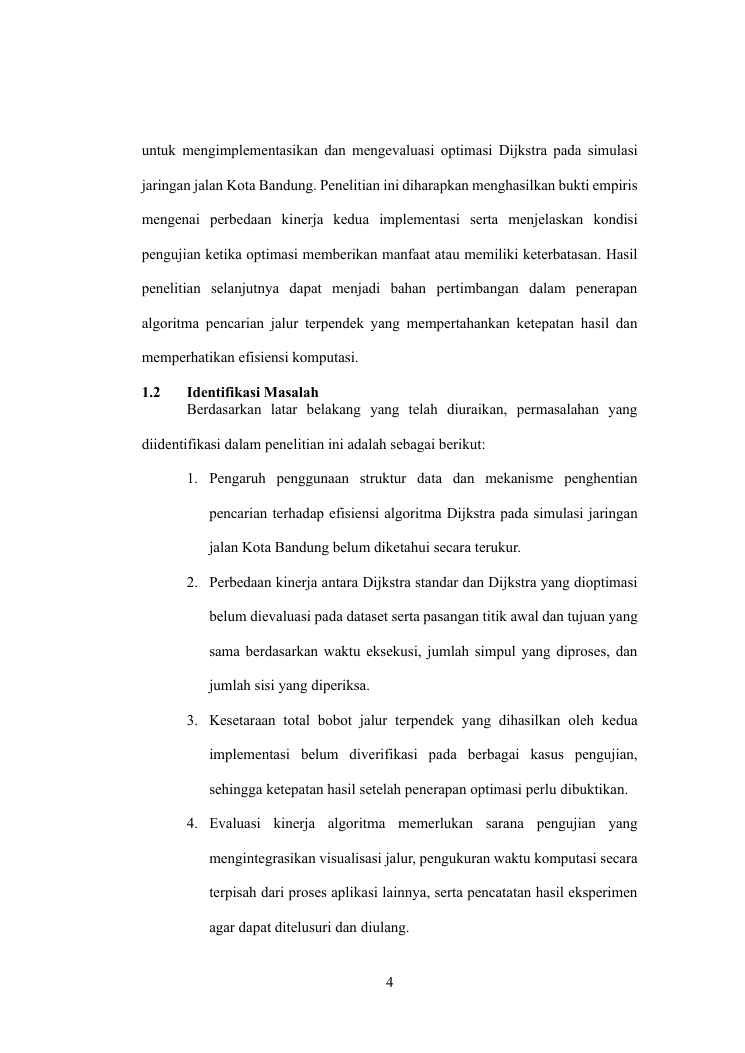 untuk mengimplementasikan dan mengevaluasi optimasi Dijkstra pada simulasi
jaringan jalan Kota Bandung. Penelitian ini diharapkan menghasilkan bukti empiris
mengenai perbedaan kinerja kedua implementasi serta menjelaskan kondisi
pengujian ketika optimasi memberikan manfaat atau memiliki keterbatasan. Hasil
penelitian selanjutnya dapat menjadi bahan pertimbangan dalam penerapan
algoritma pencarian jalur terpendek yang mempertahankan ketepatan hasil dan
memperhatikan efisiensi komputasi.
1.2 Identifikasi Masalah
Berdasarkan latar belakang yang telah diuraikan, permasalahan yang
diidentifikasi dalam penelitian ini adalah sebagai berikut:
1. Pengaruh penggunaan struktur data dan mekanisme penghentian
pencarian terhadap efisiensi algoritma Dijkstra pada simulasi jaringan
jalan Kota Bandung belum diketahui secara terukur.
2. Perbedaan kinerja antara Dijkstra standar dan Dijkstra yang dioptimasi
belum dievaluasi pada dataset serta pasangan titik awal dan tujuan yang
sama berdasarkan waktu eksekusi, jumlah simpul yang diproses, dan
jumlah sisi yang diperiksa.
3. Kesetaraan total bobot jalur terpendek yang dihasilkan oleh kedua
implementasi belum diverifikasi pada berbagai kasus pengujian,
sehingga ketepatan hasil setelah penerapan optimasi perlu dibuktikan.
4. Evaluasi kinerja algoritma memerlukan sarana pengujian yang
mengintegrasikan visualisasi jalur, pengukuran waktu komputasi secara
terpisah dari proses aplikasi lainnya, serta pencatatan hasil eksperimen
agar dapat ditelusuri dan diulang.
4